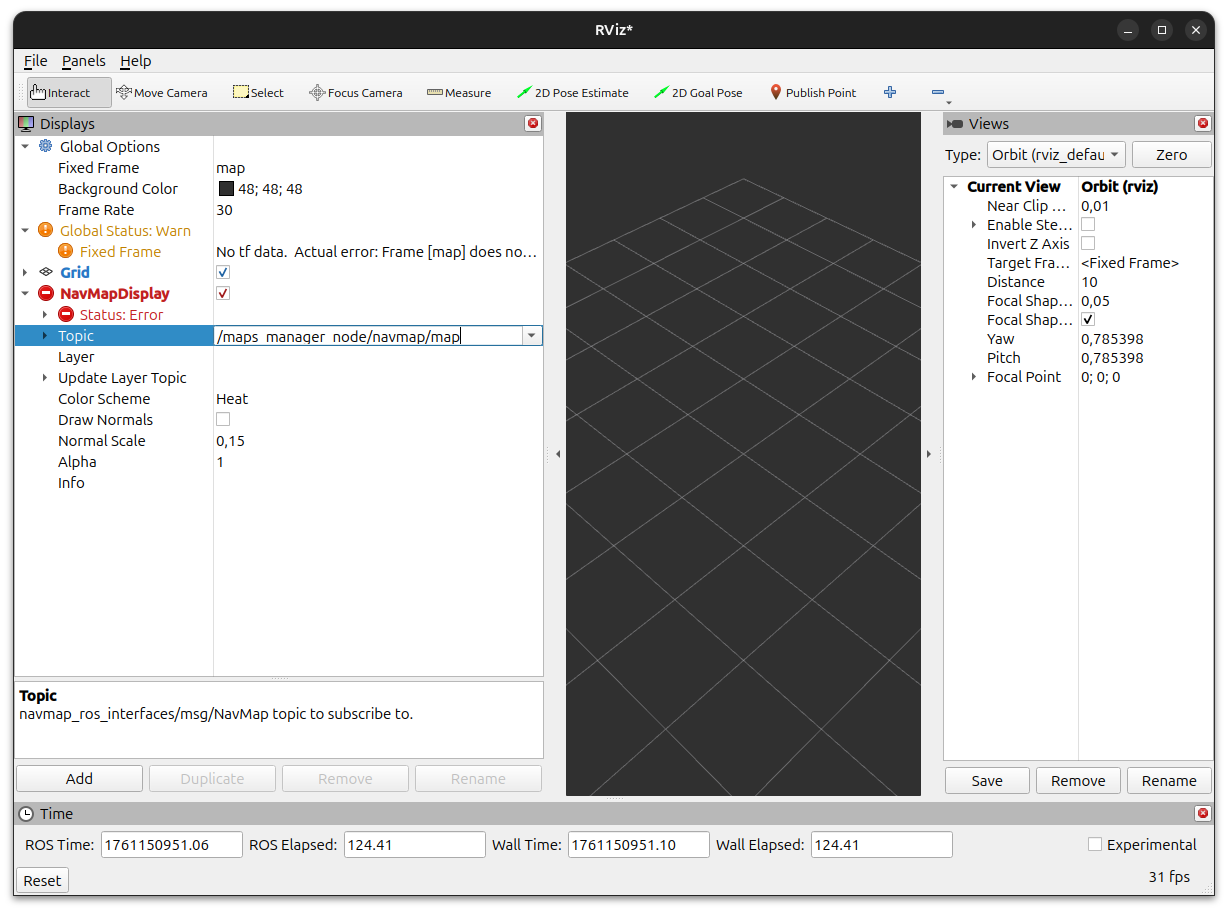 RViz*
File Panels Help
Interact Move Camera Select Focus Camera Measure 2D Pose Estimate 2D Goal Pose Publish Point
Displays
Global Options
Fixed Frame map
Background Color 48; 48; 48
Frame Rate 30
Global Status: Warn
Fixed Frame No tf data. Actual error: Frame [map] does no...
Grid
NavMapDisplay
Status: Error
Topic /maps_manager_node/navmap/map
Layer
Update Layer Topic
Color Scheme Heat
Draw Normals
Normal Scale 0,15
Alpha 1
Info
Topic
navmap_ros_interfaces/msg/NavMap topic to subscribe to.
Add Duplicate Remove Rename
Views
Type: Orbit (rviz_defau Zero
Current View Orbit (rviz)
Near Clip ... 0,01
Enable Ste...
Invert Z Axis
Target Fra... <Fixed Frame>
Distance 10
Focal Shap... 0,05
Focal Shap...
Yaw 0,785398
Pitch 0,785398
Focal Point 0; 0; 0
Save Remove Rename
Time
ROS Time: 1761150951.06 ROS Elapsed: 124.41 Wall Time: 1761150951.10 Wall Elapsed: 124.41 Experimental
Reset 31 fps